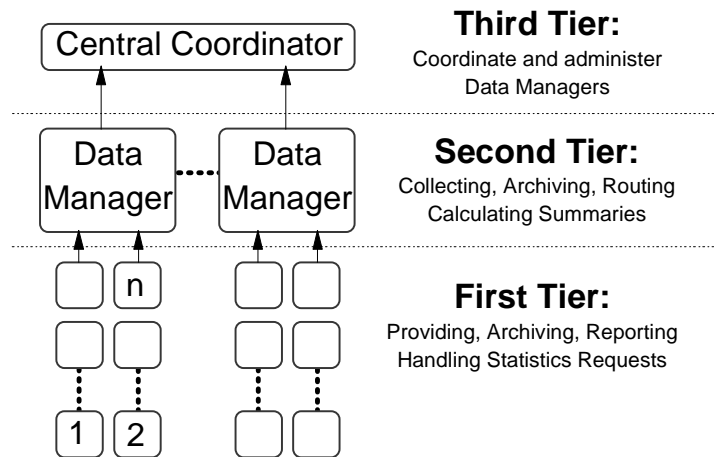 Central Coordinator
Third Tier:
Coordinate and administer
Data Managers
Data
Manager
Data
Manager
Second Tier:
Collecting, Archiving, Routing
Calculating Summaries
n
1
2
First Tier:
Providing, Archiving, Reporting
Handling Statistics Requests